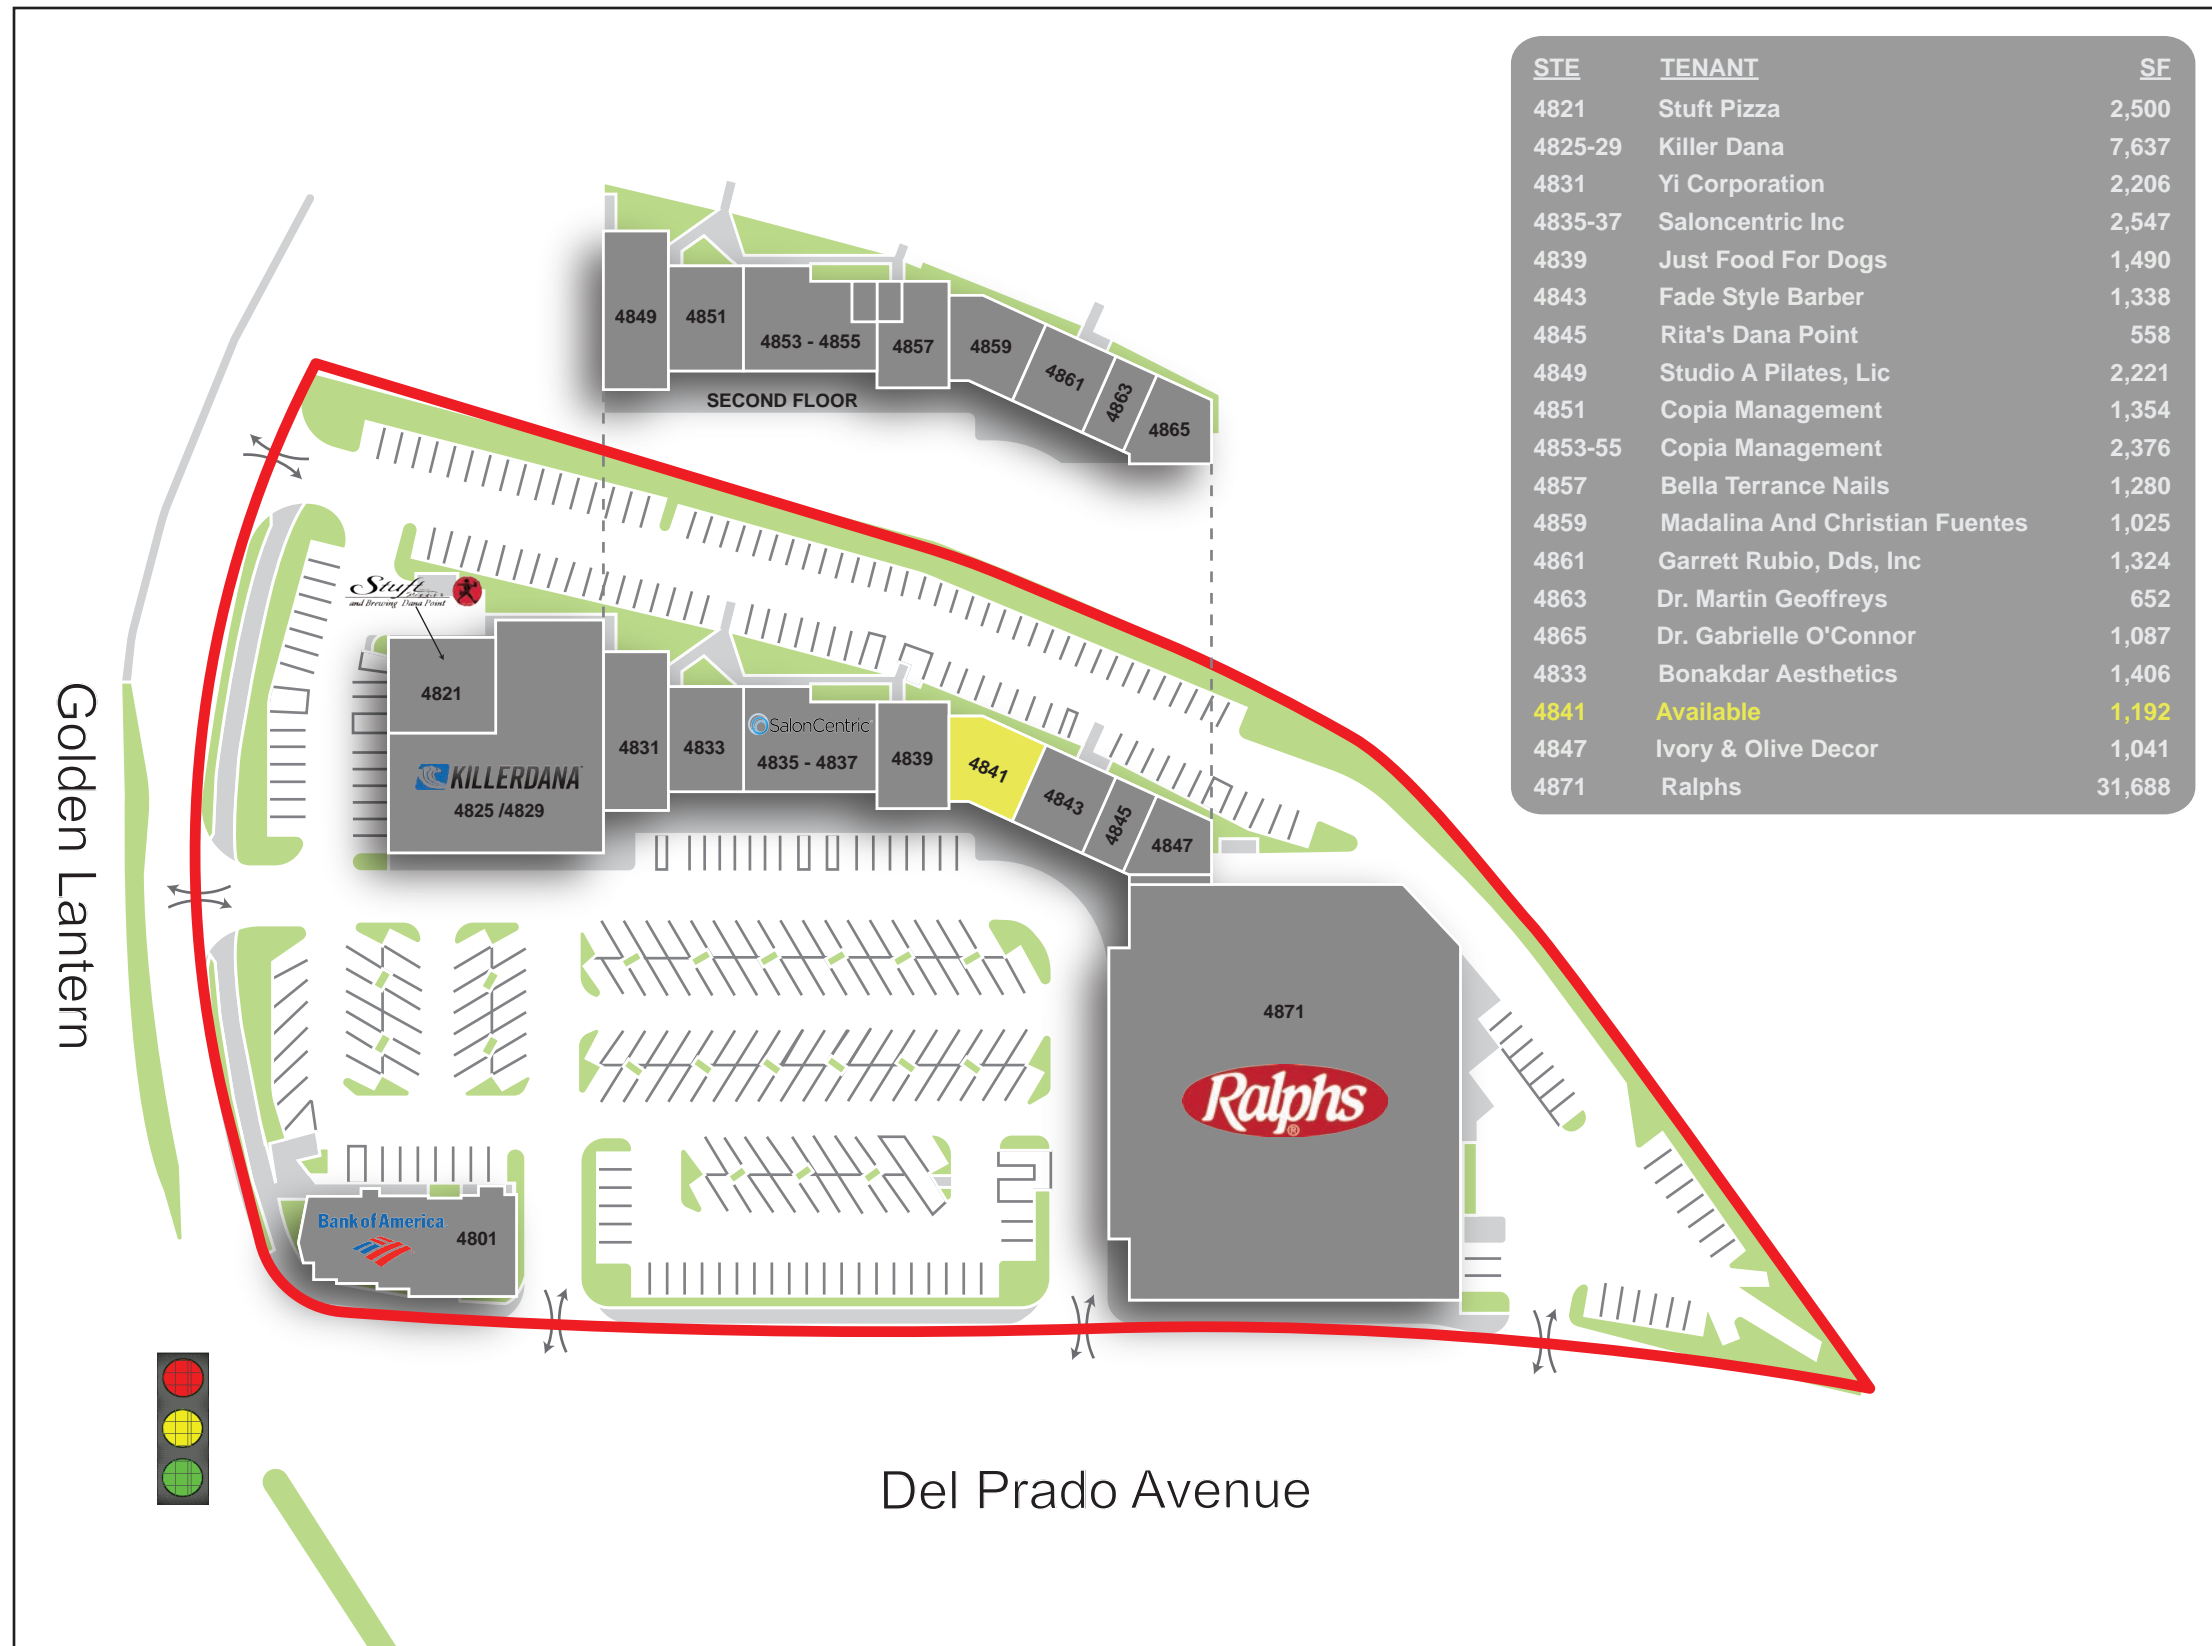 STE TENANT SF
4821 Stuft Pizza 2,500
4825-29 Killer Dana 7,637
4831 Yi Corporation 2,206
4835-37 Saloncentric Inc 2,547
4839 Just Food For Dogs 1,490
4843 Fade Style Barber 1,338
4845 Rita's Dana Point 558
4849 Studio A Pilates, Lic 2,221
4851 Copia Management 1,354
4853-55 Copia Management 2,376
4857 Bella Terrance Nails 1,280
4859 Madalina And Christian Fuentes 1,025
4861 Garrett Rubio, Dds, Inc 1,324
4863 Dr. Martin Geoffreys 652
4865 Dr. Gabrielle O'Connor 1,087
4833 Bonakdar Aesthetics 1,406
4841 Available 1,192
4847 Ivory & Olive Decor 1,041
4871 Ralphs 31,688
4849
4851
4853 - 4855
4857
4859
4861
4863
4865
SECOND FLOOR
Stuft
and Brewing Dana Point
4821
KILLERDANA
4825 /4829
4831
4833
SalonCentric
4835 - 4837
4839
4841
4843
4845
4847
4871
Ralphs
®
Bank of America
4801
Golden Lantern
Del Prado Avenue